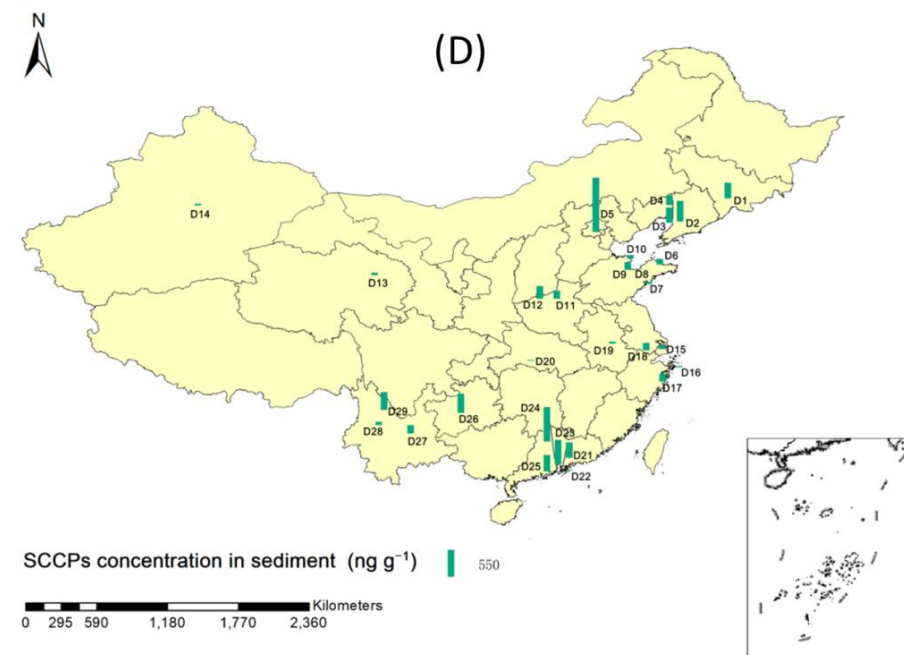 N
(D)
D14
D4
D1
D5
D3
D2
D10
D6
D9
D8
D7
D13
D12
D11
D19
D18
D15
D20
D16
D17
D29
D26
D24
D28
D27
D23
D21
D25
D22
SCCPs concentration in sediment (ng g⁻¹)
550
Kilometers
0 295 590 1,180 1,770 2,360